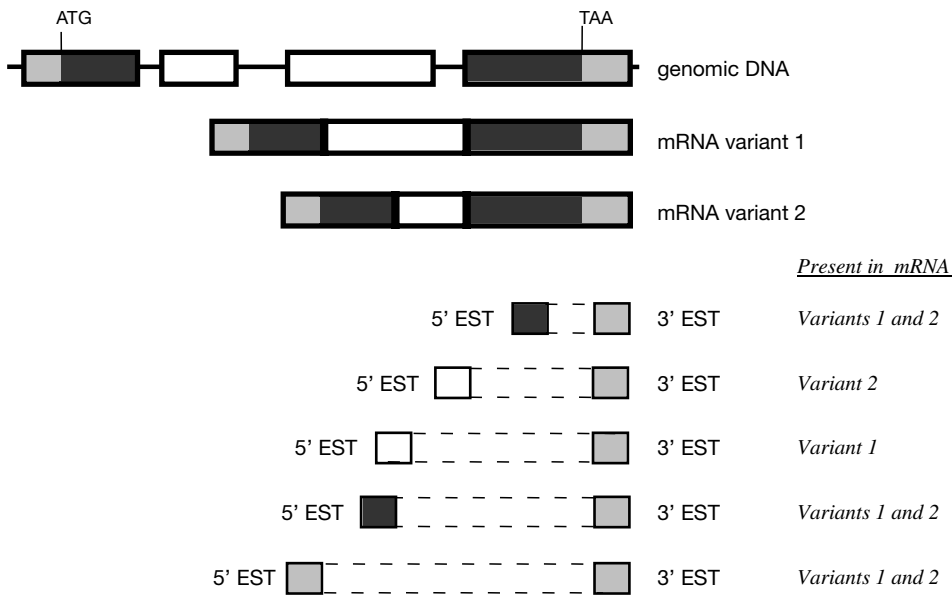 ATG TAA
genomic DNA
mRNA variant 1
mRNA variant 2
Present in mRNA
5’ EST 3’ EST Variants 1 and 2
5’ EST 3’ EST Variant 2
5’ EST 3’ EST Variant 1
5’ EST 3’ EST Variants 1 and 2
5’ EST 3’ EST Variants 1 and 2